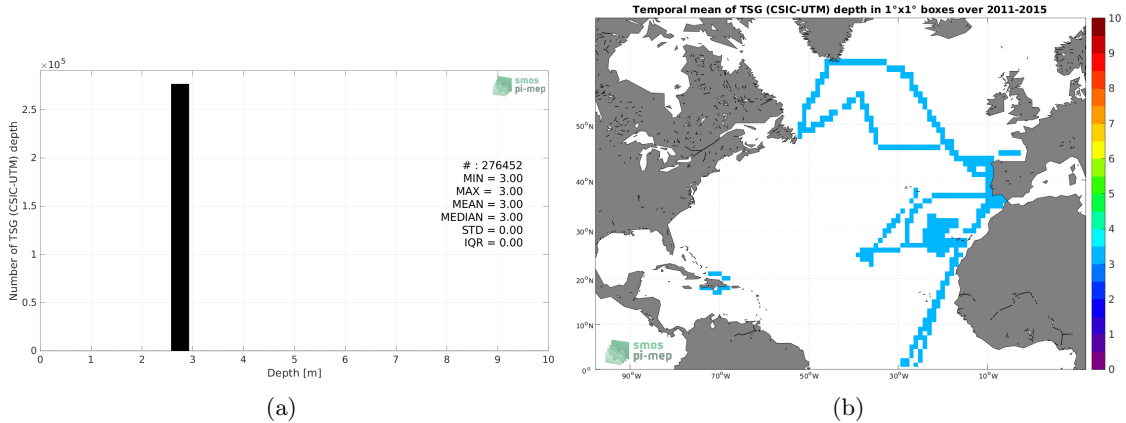 ×10⁵
Number of TSG (CSIC-UTM) depth
2.5
2
1.5
1
0.5
0
0 1 2 3 4 5 6 7 8 9 10
Depth [m]
smos
pi-mep
# : 276452
MIN = 3.00
MAX = 3.00
MEAN = 3.00
MEDIAN = 3.00
STD = 0.00
IQR = 0.00
(a)
Temporal mean of TSG (CSIC-UTM) depth in 1°x1° boxes over 2011-2015
50°N
40°N
30°N
20°N
10°N
0°
90°W 70°W 50°W 30°W 10°W
smos
pi-mep
10
9
8
7
6
5
4
3
2
1
0
(b)